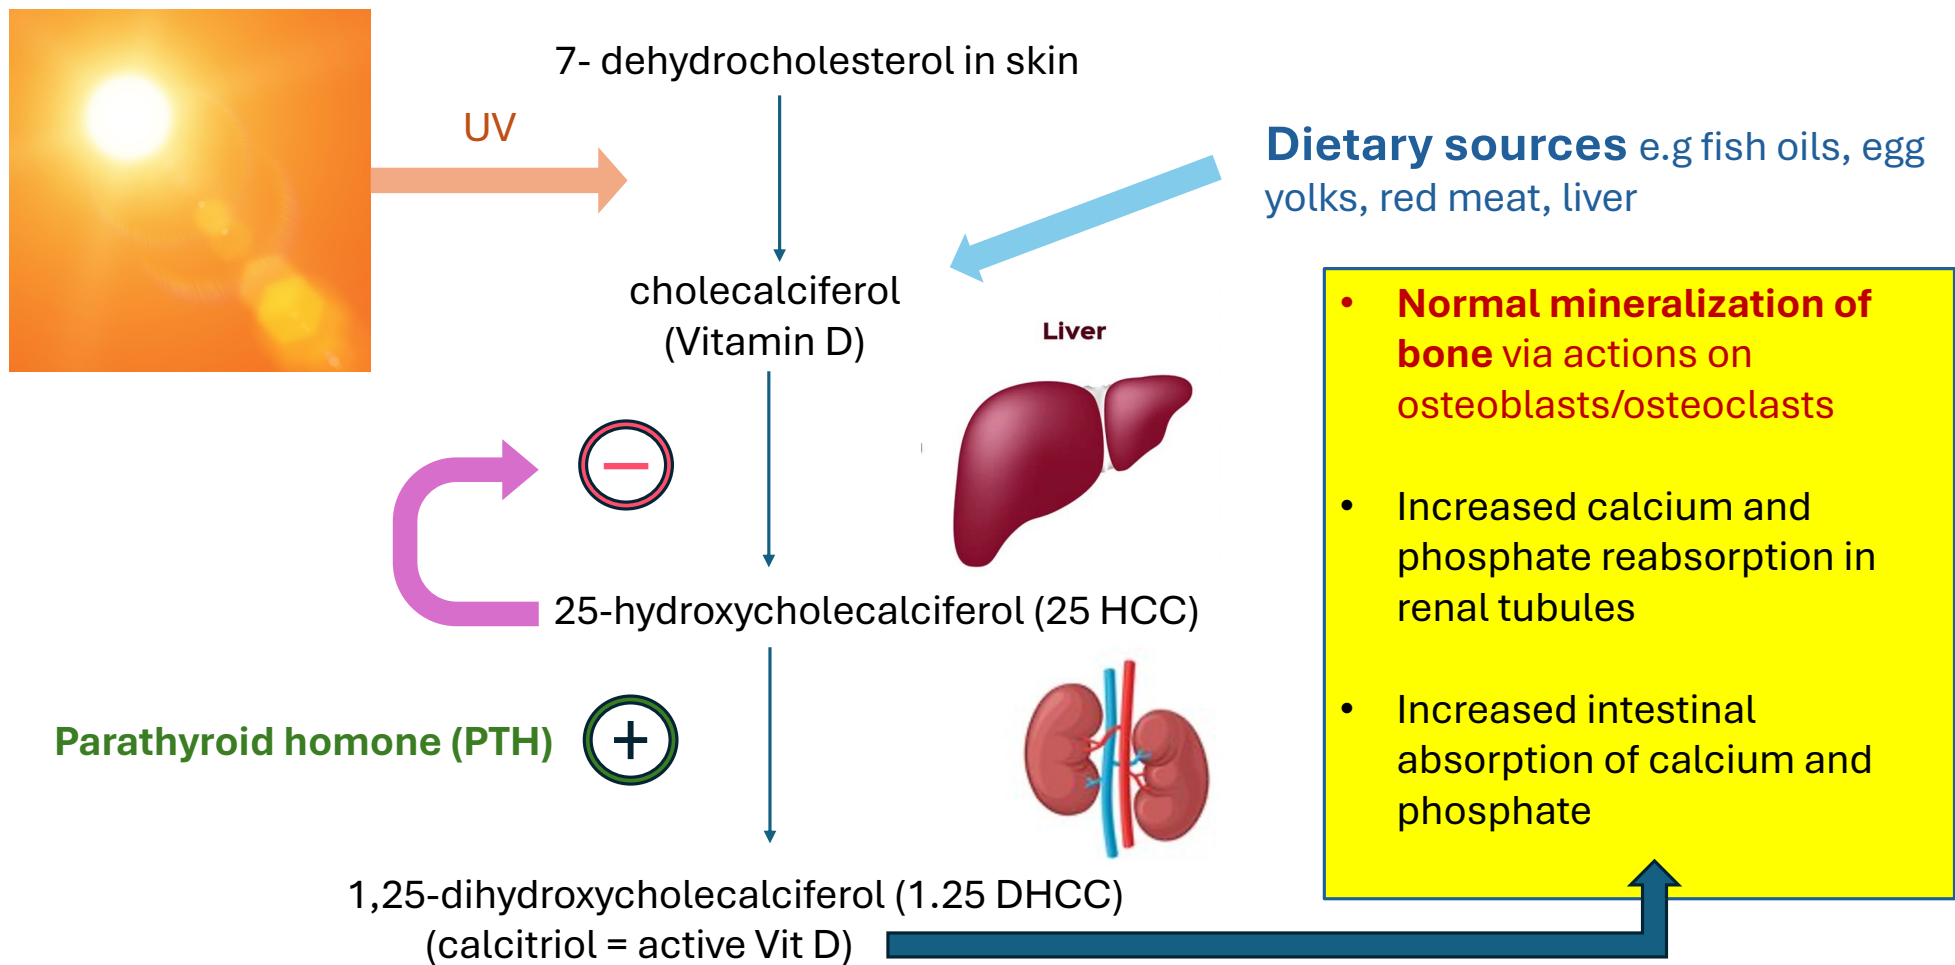 7- dehydrocholesterol in skin
UV
Dietary sources e.g fish oils, egg
yolks, red meat, liver
cholecalciferol
(Vitamin D)
Liver
25-hydroxycholecalciferol (25 HCC)
Parathyroid homone (PTH)
1,25-dihydroxycholecalciferol (1.25 DHCC)
(calcitriol = active Vit D)
• Normal mineralization of
bone via actions on
osteoblasts/osteoclasts
• Increased calcium and
phosphate reabsorption in
renal tubules
• Increased intestinal
absorption of calcium and
phosphate